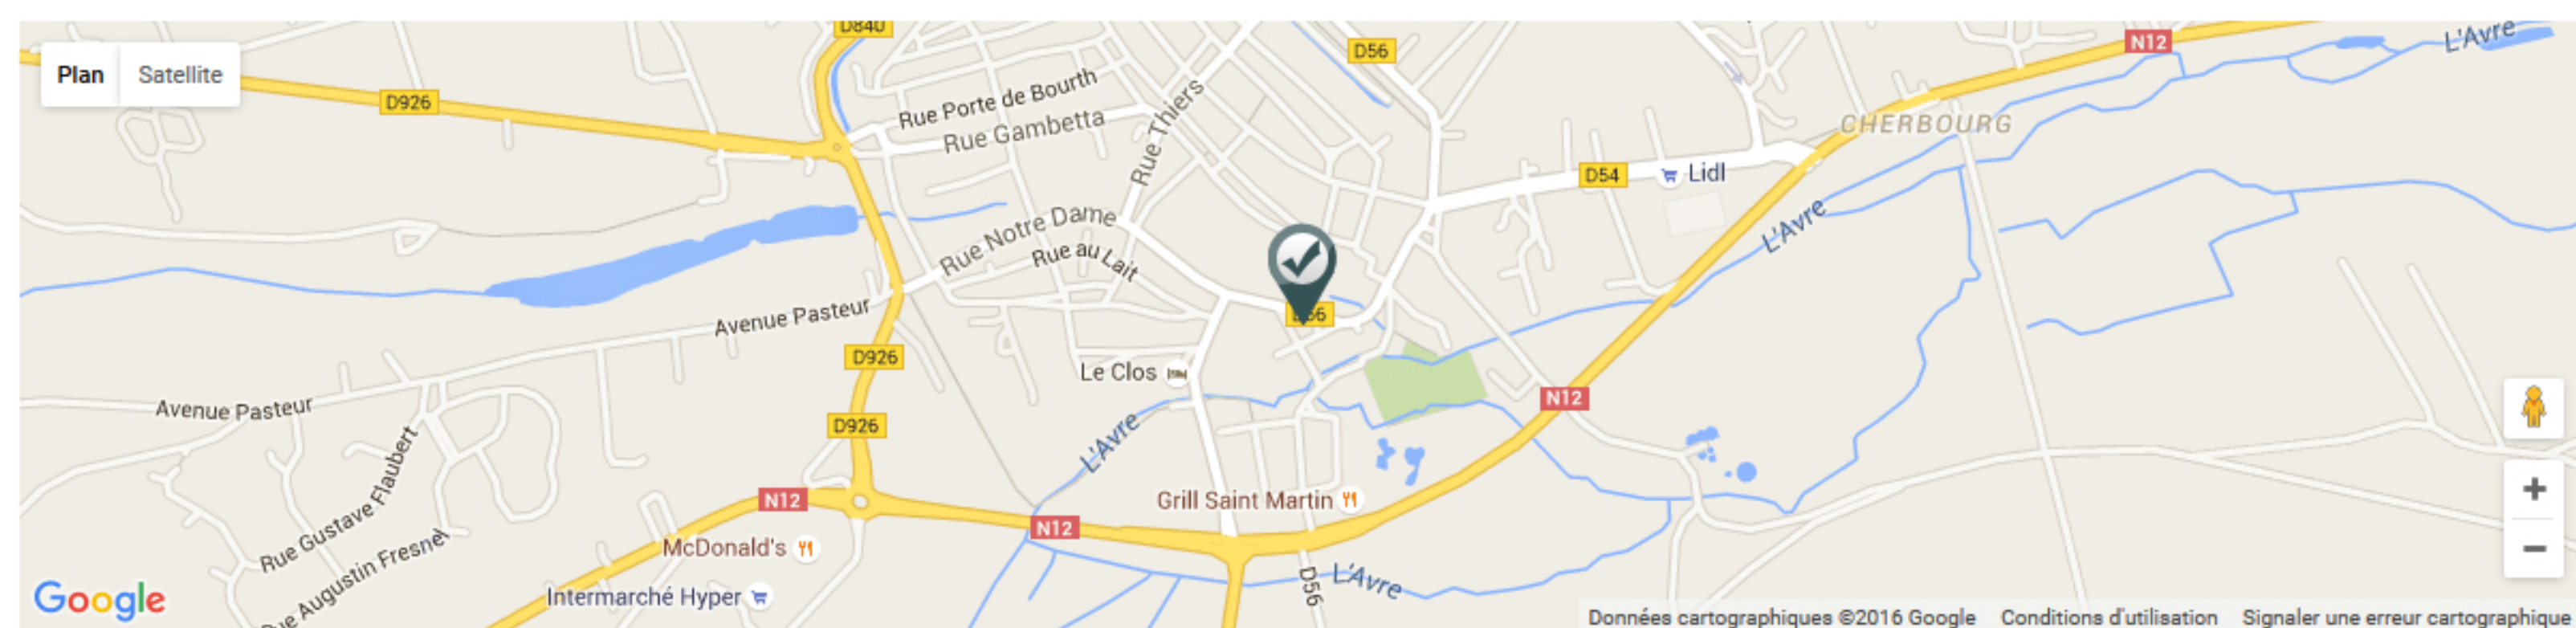 D840
N12
L'Avre
D56
Plan
Satellite
Rue Porte de Bourth
D926
Rue Gambetta
Rue Thiers
CHERBOURG
D54
Lidl
Rue Notre Dame
L'Avre
Rue au Lait
Avenue Pasteur
D926
Le Clos
N12
Avenue Pasteur
D926
L'Avre
Rue Gustave Flaubert
N12
Grill Saint Martin
N12
McDonald's
Rue Augustin Fresnel
L'Avre
D56
Google
Intermarché Hyper
Données cartographiques ©2016 Google
Conditions d'utilisation
Signaler une erreur cartographique